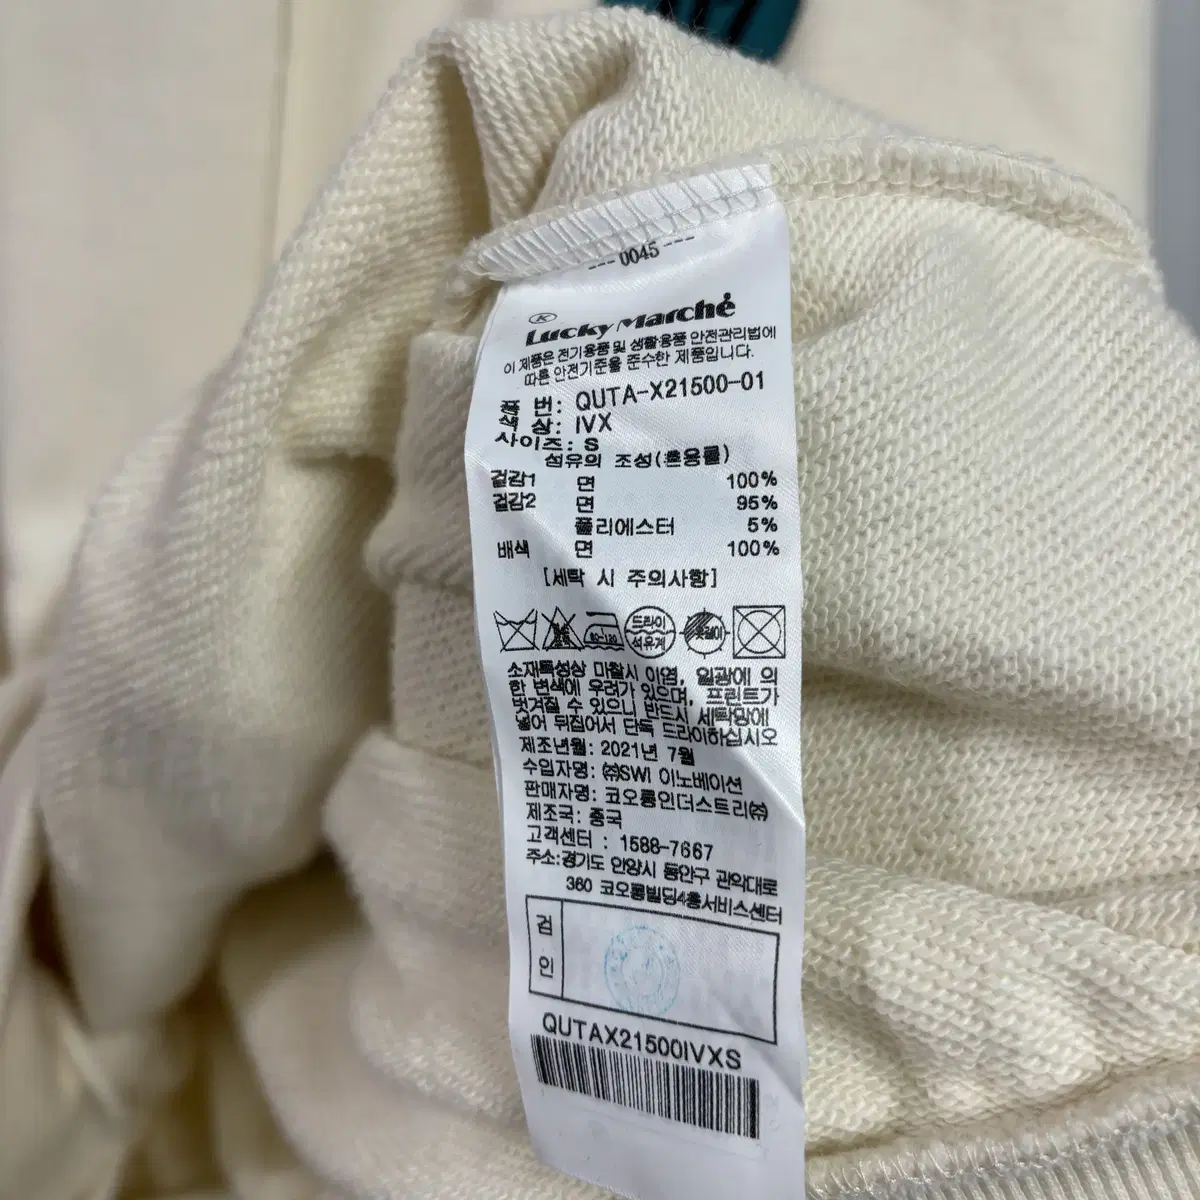 --- 0045 ---
K
Lucky Marché
이 제품은 전기용품 및 생활용품 안전관리법에
따른 안전기준을 준수한 제품입니다.
품 번: QUTA-X21500-01
색 상: IVX
사이즈: S
섬유의 조성(혼용률)
겉감1 면 100%
겉감2 면 95%
폴리에스터 5%
배색 면 100%
[세탁 시 주의사항]
80-120 드라이 석유계 옷걸이
소재특성상 마찰시 이염, 일광에 의
한 변색에 우려가 있으며, 프린트가
벗겨질 수 있으니 반드시 세탁망에
넣어 뒤집어서 단독 드라이하십시오
제조년월: 2021년 7월
수입자명: ㈜SWI 이노베이션
판매자명: 코오롱인더스트리㈜
제조국: 중국
고객센터 : 1588-7667
주소:경기도 안양시 동안구 관악대로
360 코오롱빌딩4층서비스센터
검
인
QUTAX21500IVXS